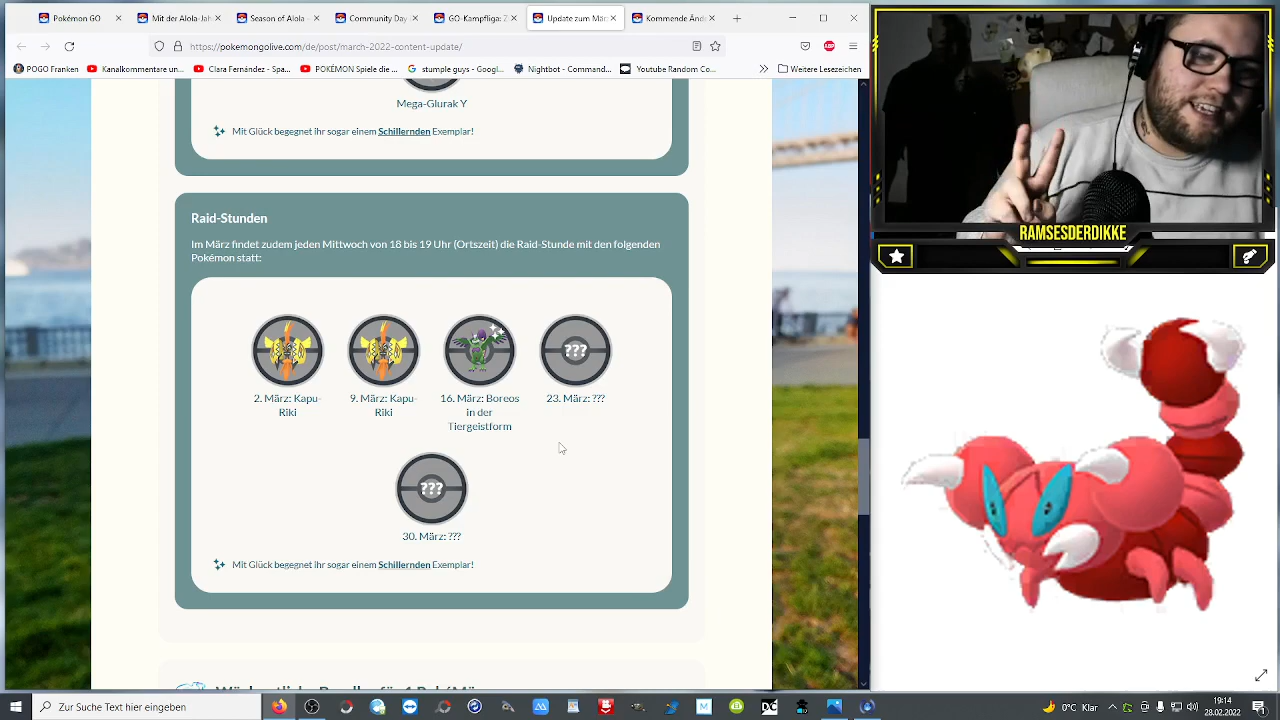 Pokémon GO
Mit der Alola-Jah
Season of Alola -
Community Day
GO Kampfliga: Z
Update zum Mär
Kommende Änd
https://pokemongolive.com/de/post/march-2022-content-update/
POGO Franken
Kanalkommentare - ...
Clara Fernandez - Spa...
POKÉMON Spiele die ...
sample guys - Googl...
Nightbot - Comman...
Youtube Random Co...
Weitere Lesezeichen
Mega-Glurak Y
Mit Glück begegnet ihr sogar einem Schillernden Exemplar!
Raid-Stunden
Im März findet zudem jeden Mittwoch von 18 bis 19 Uhr (Ortszeit) die Raid-Stunde mit den folgenden
Pokémon statt:
???
2. März: Kapu-
Riki
9. März: Kapu-
Riki
16. März: Boreos
in der
Tiergeistform
23. März: ???
???
30. März: ???
Mit Glück begegnet ihr sogar einem Schillernden Exemplar!
RAMSESDERDIKKE
Zur Suche Text hier eingeben
0°C Klar
19:14
28.02.2022